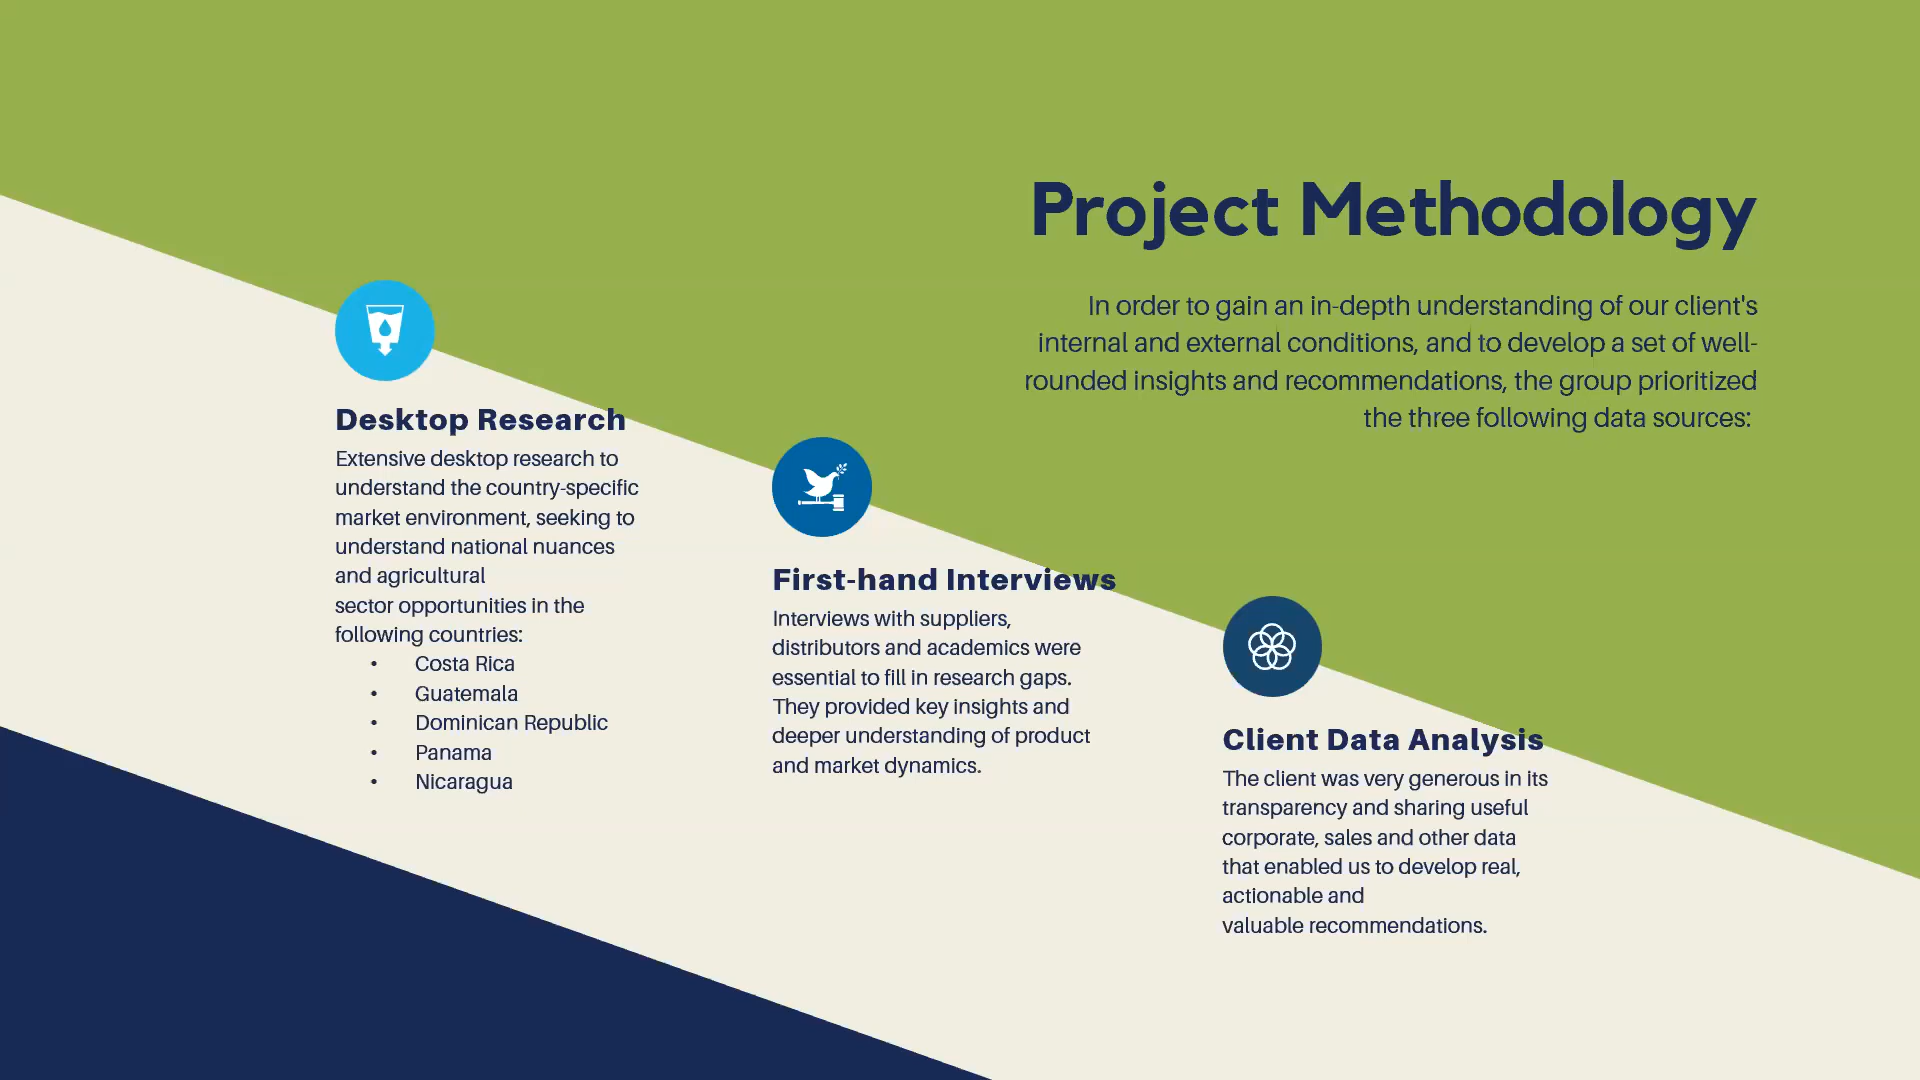 Project Methodology
In order to gain an in-depth understanding of our client's
internal and external conditions, and to develop a set of well-
rounded insights and recommendations, the group prioritized
the three following data sources:
Desktop Research
Extensive desktop research to
understand the country-specific
market environment, seeking to
understand national nuances
and agricultural
sector opportunities in the
following countries:
• Costa Rica
• Guatemala
• Dominican Republic
• Panama
• Nicaragua
First-hand Interviews
Interviews with suppliers,
distributors and academics were
essential to fill in research gaps.
They provided key insights and
deeper understanding of product
and market dynamics.
Client Data Analysis
The client was very generous in its
transparency and sharing useful
corporate, sales and other data
that enabled us to develop real,
actionable and
valuable recommendations.